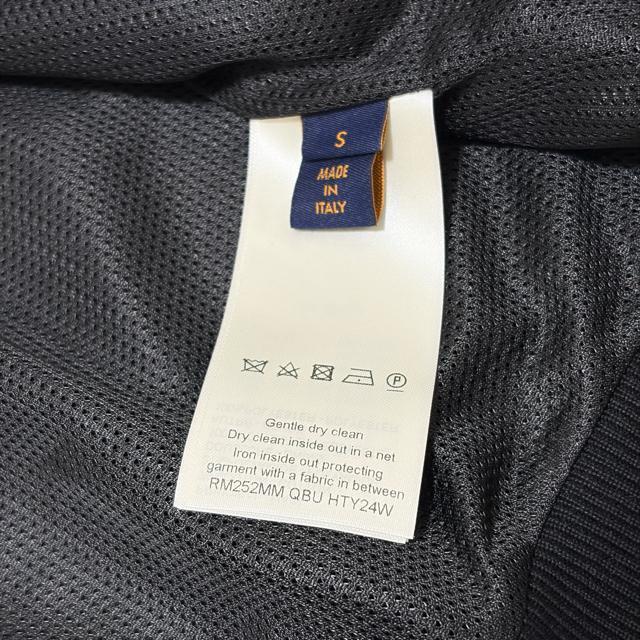 S
MADE
IN
ITALY
P
Gentle dry clean
Dry clean inside out in a net
Iron inside out protecting
garment with a fabric in between
RM252MM QBU HTY24W